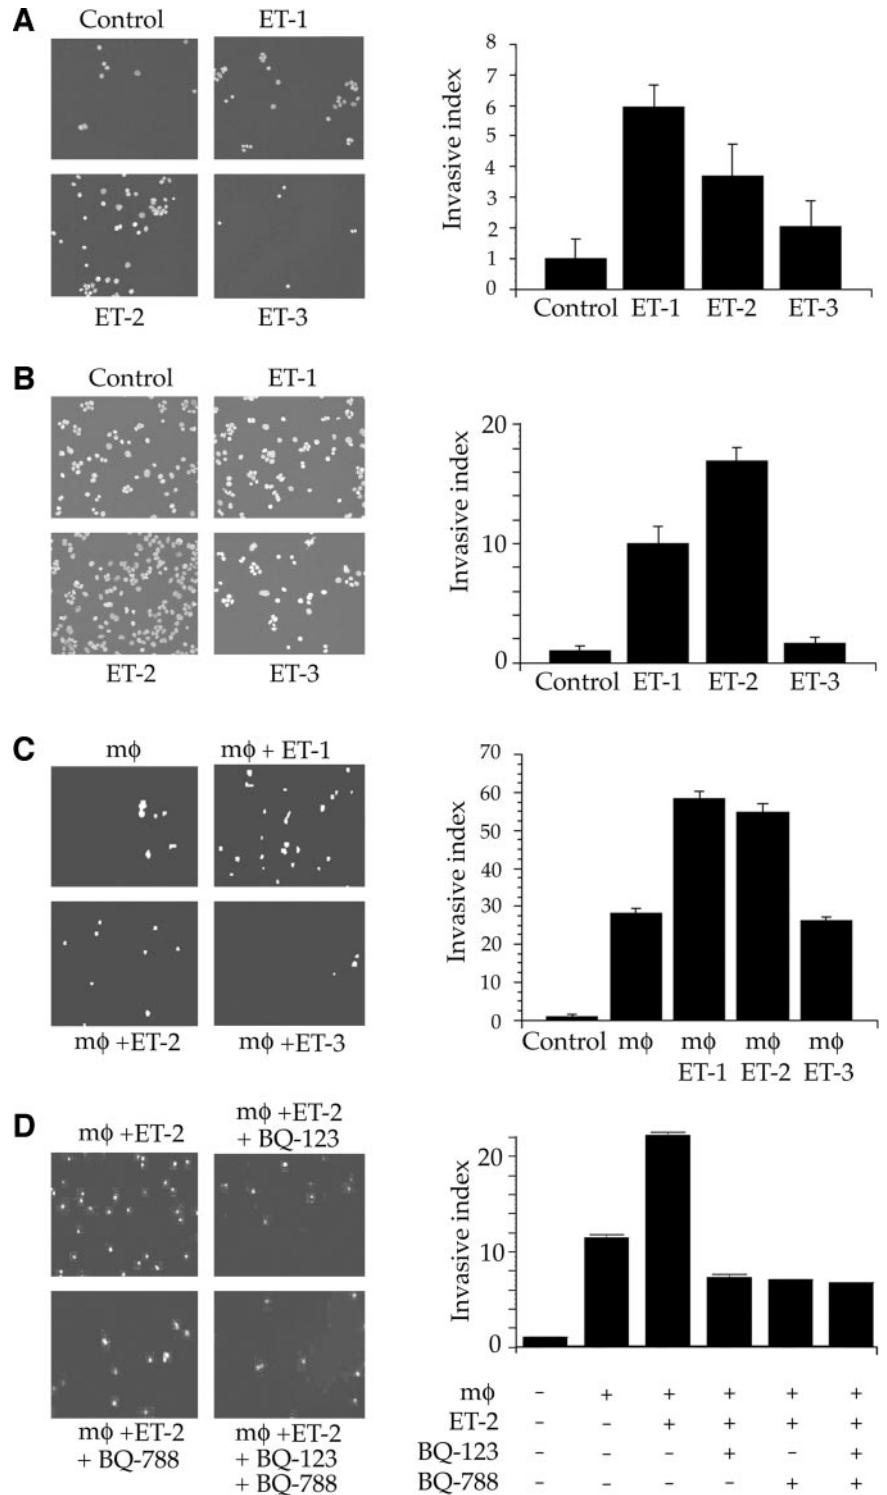 A
Control
ET-1
ET-2
ET-3
Invasive index
8
7
6
5
4
3
2
1
0
Control ET-1 ET-2 ET-3
B
Control
ET-1
ET-2
ET-3
Invasive index
20
10
0
Control ET-1 ET-2 ET-3
C
mϕ
mϕ + ET-1
mϕ +ET-2
mϕ +ET-3
Invasive index
70
60
50
40
30
20
10
0
Control mϕ mϕ mϕ mϕ
ET-1 ET-2 ET-3
D
mϕ +ET-2
mϕ +ET-2
+ BQ-123
mϕ +ET-2
+ BQ-788
mϕ +ET-2
+ BQ-123
+ BQ-788
Invasive index
20
10
0
mϕ - + + + + +
ET-2 - - + + + +
BQ-123 - - - + - +
BQ-788 - - - - + +